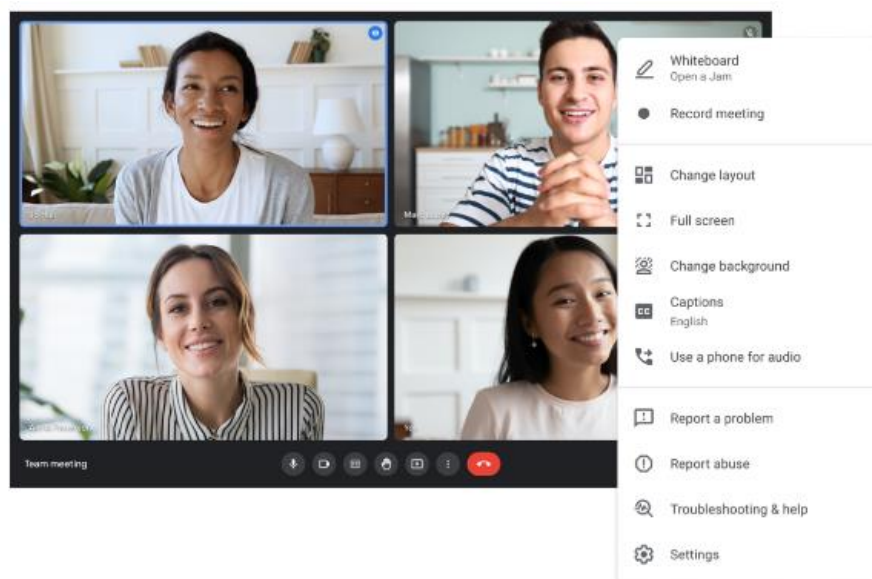 Whiteboard
Open a Jam
Record meeting
Change layout
Full screen
Change background
Captions
English
Use a phone for audio
Report a problem
Report abuse
Troubleshooting & help
Settings
Team meeting